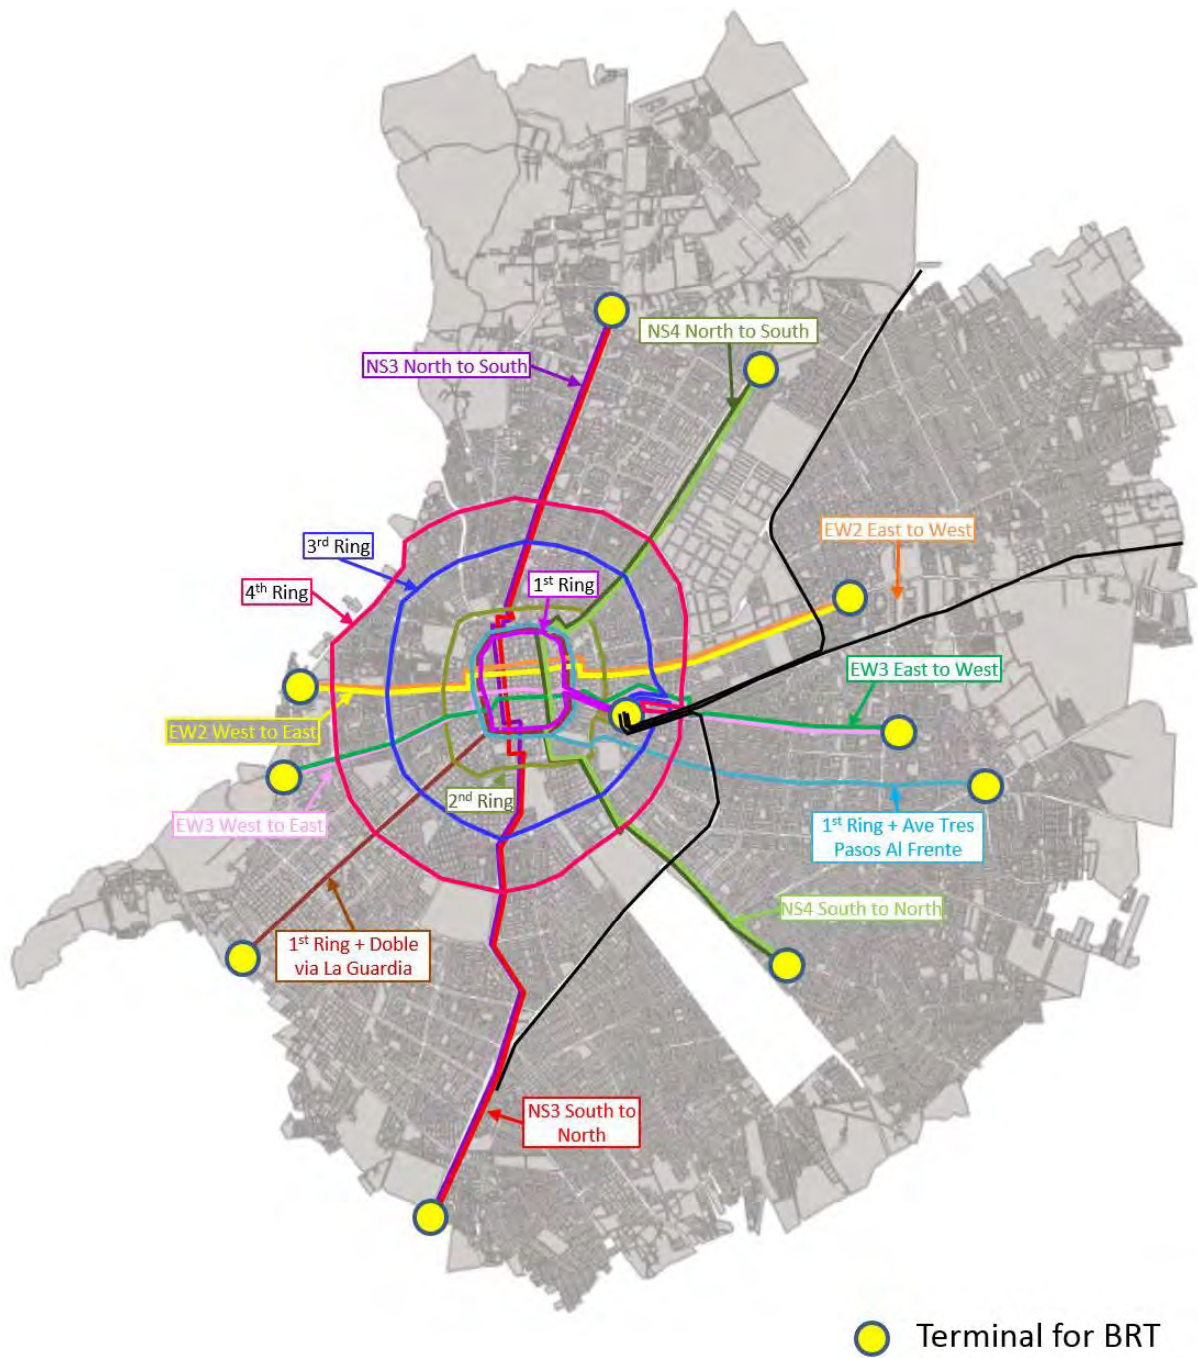 NS4 North to South
NS3 North to South
EW2 East to West
3rd Ring
1st Ring
4th Ring
EW3 East to West
EW2 West to East
2nd Ring
EW3 West to East
1st Ring + Ave Tres
Pasos Al Frente
NS4 South to North
1st Ring + Doble
via La Guardia
NS3 South to
North
Terminal for BRT